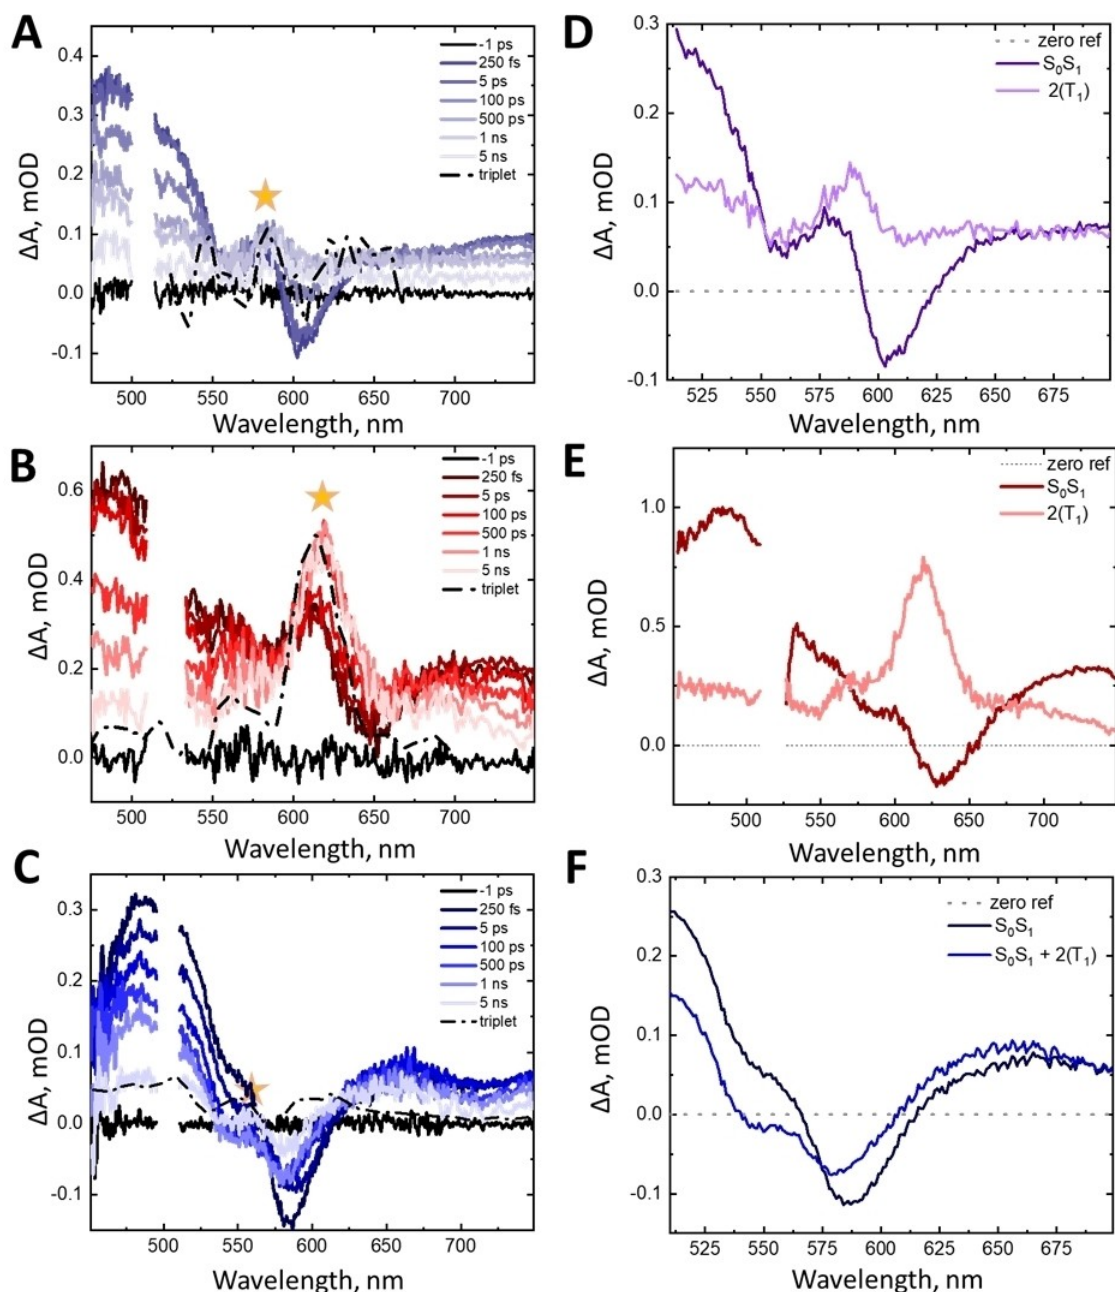 A
-1 ps
250 fs
5 ps
100 ps
500 ps
1 ns
5 ns
triplet
0.4
0.3
0.2
0.1
0.0
-0.1
ΔA, mOD
500 550 600 650 700
Wavelength, nm
D
zero ref
S₀S₁
2(T₁)
0.3
0.2
0.1
0.0
-0.1
ΔA, mOD
525 550 575 600 625 650 675
Wavelength, nm
B
-1 ps
250 fs
5 ps
100 ps
500 ps
1 ns
5 ns
triplet
0.6
0.4
0.2
0.0
ΔA, mOD
500 550 600 650 700
Wavelength, nm
E
zero ref
S₀S₁
2(T₁)
1.0
0.5
0.0
ΔA, mOD
500 550 600 650 700
Wavelength, nm
C
-1 ps
250 fs
5 ps
100 ps
500 ps
1 ns
5 ns
triplet
0.3
0.2
0.1
0.0
-0.1
ΔA, mOD
500 550 600 650 700
Wavelength, nm
F
zero ref
S₀S₁
S₀S₁ + 2(T₁)
0.3
0.2
0.1
0.0
-0.1
ΔA, mOD
525 550 575 600 625 650 675
Wavelength, nm